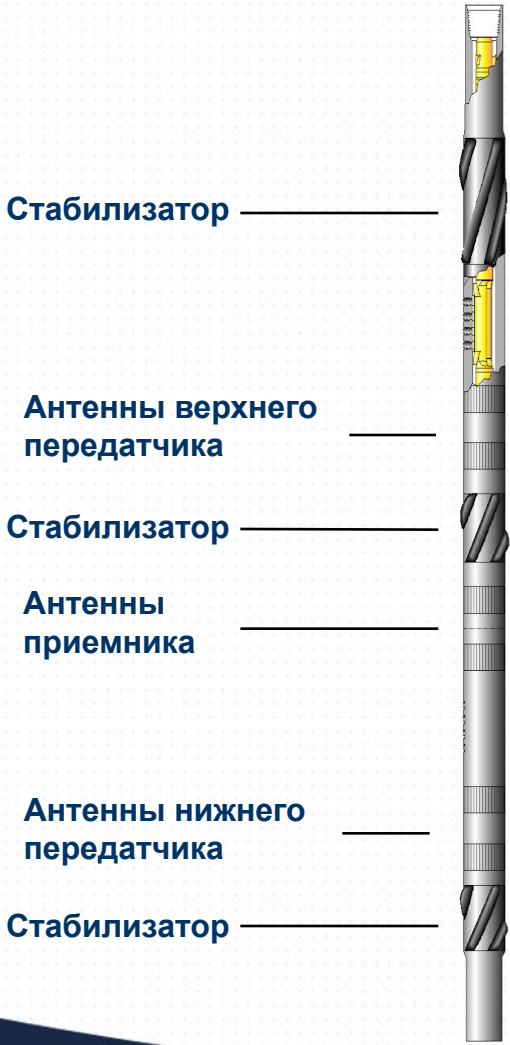 Стабилизатор
Антенны верхнего
передатчика
Стабилизатор
Антенны
приемника
Антенны нижнего
передатчика
Стабилизатор